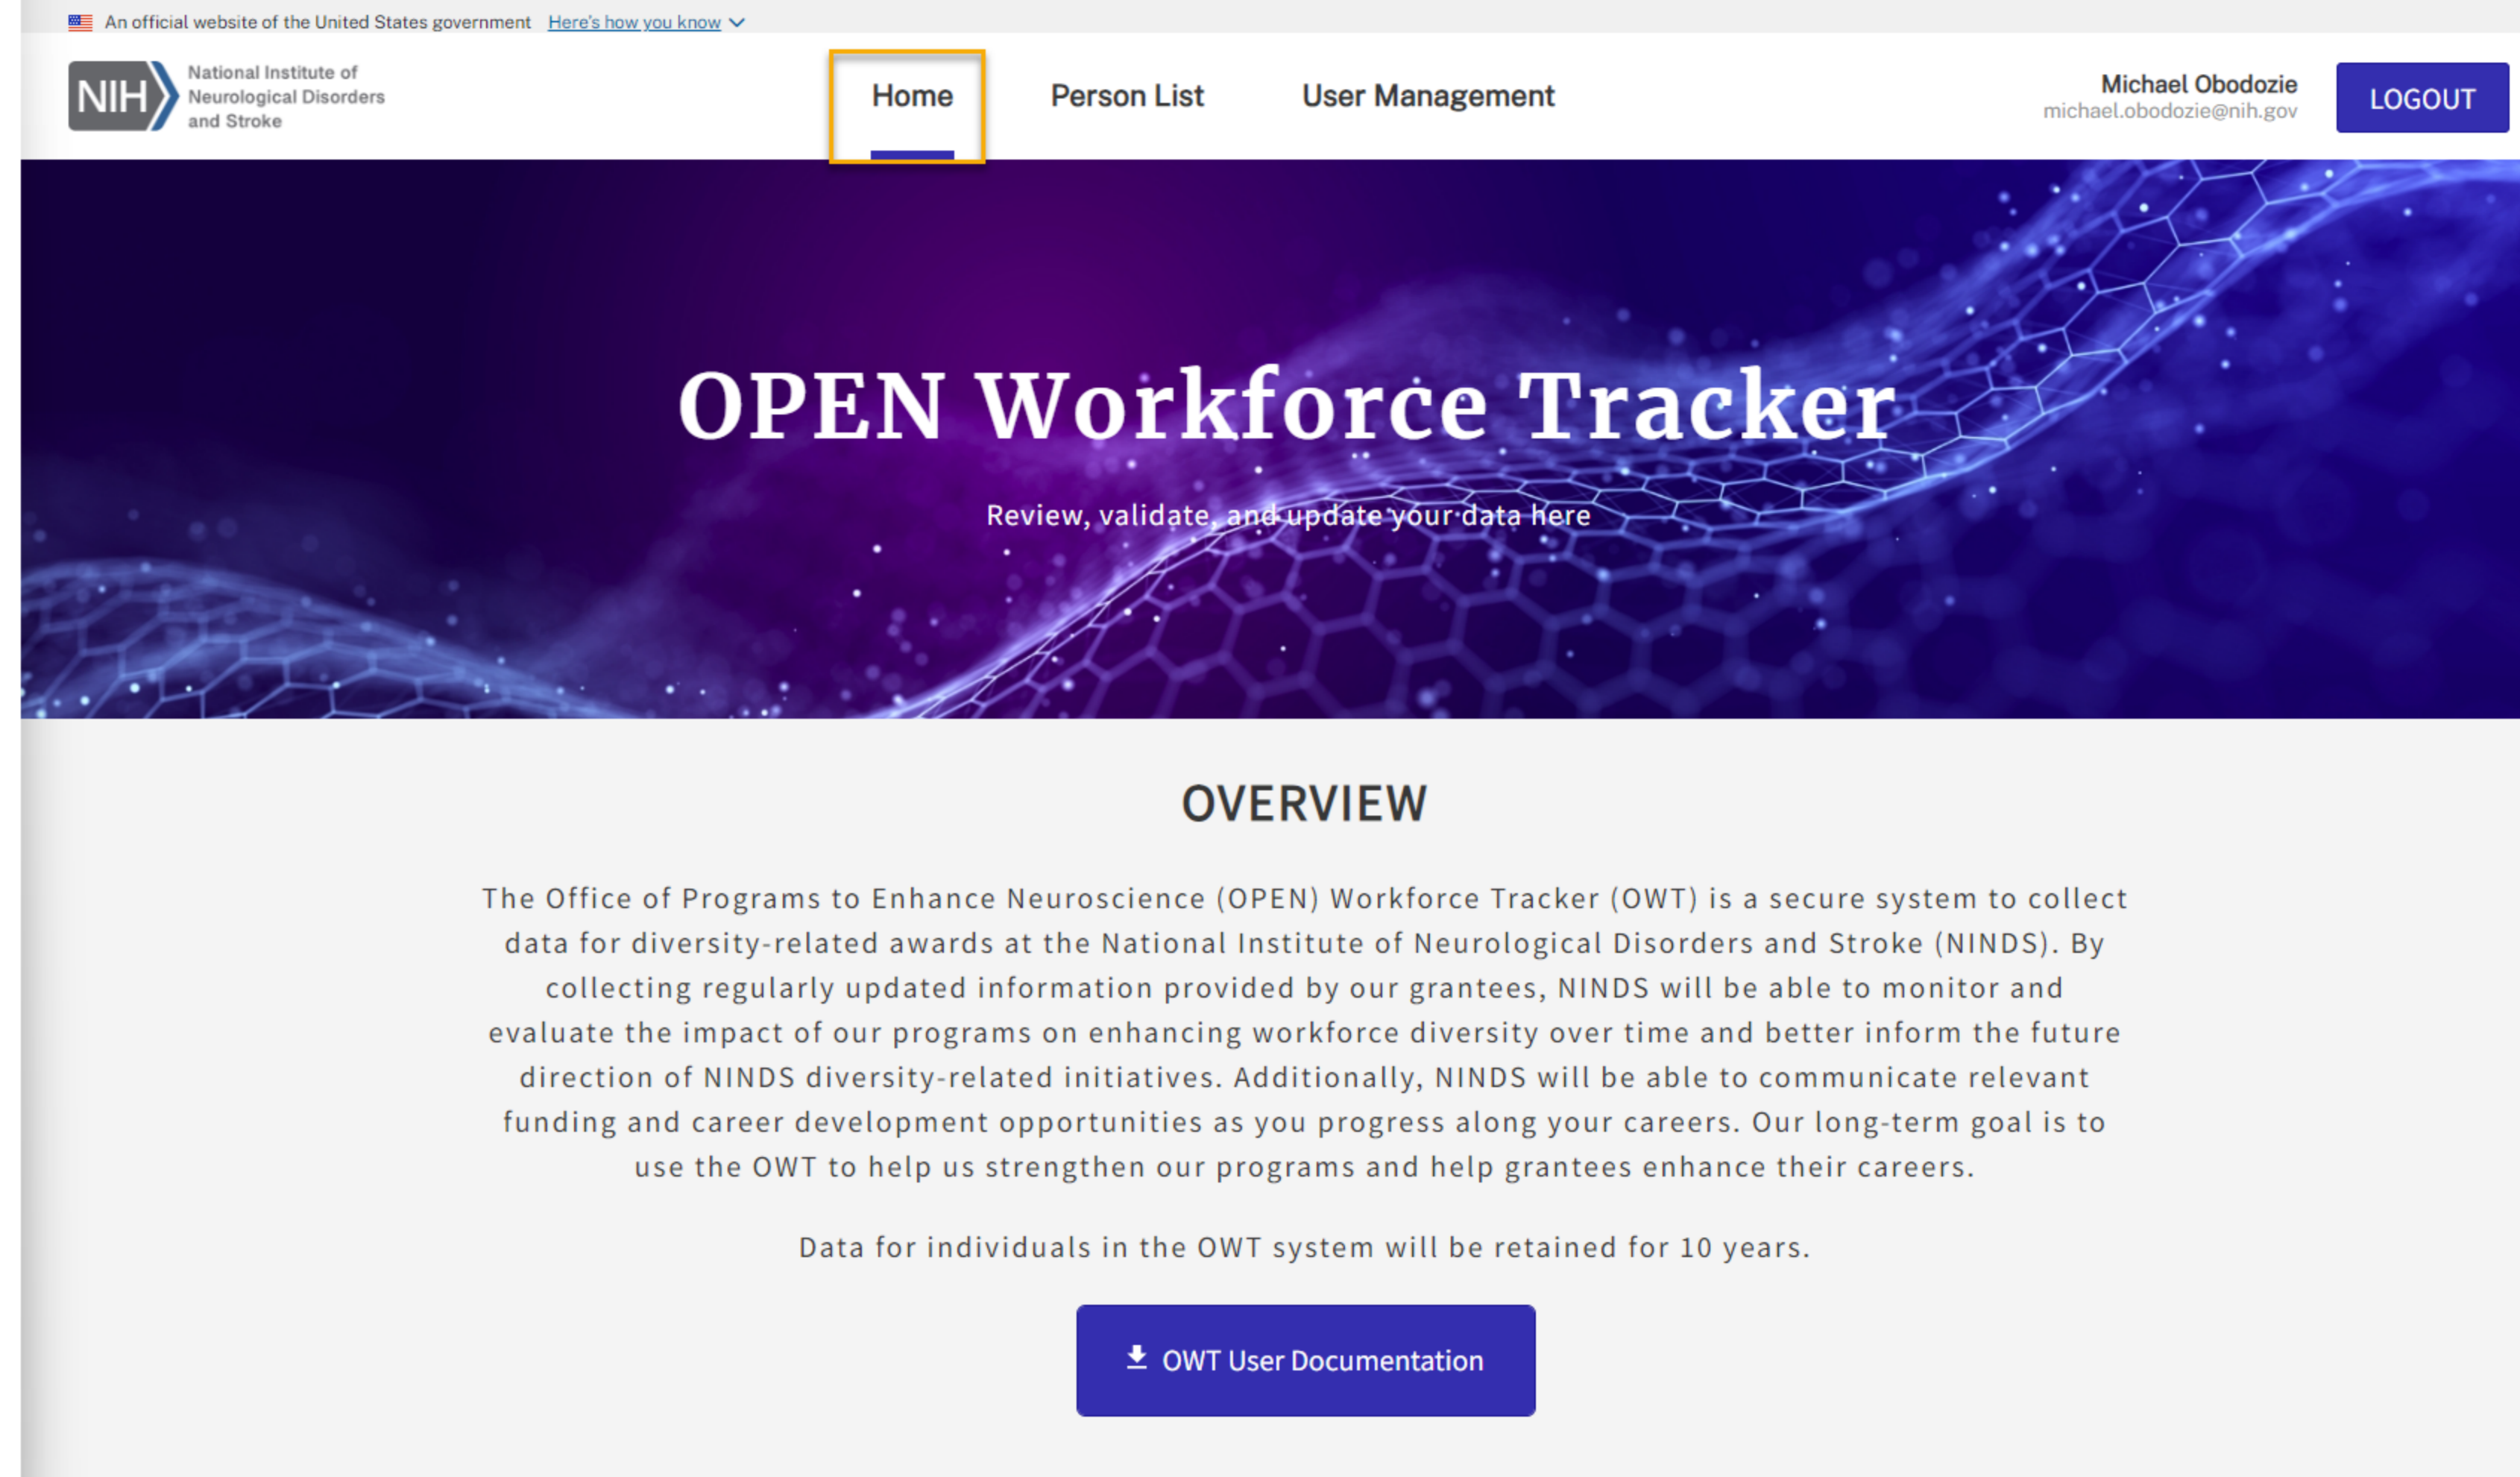 An official website of the United States government Here's how you know
NIH National Institute of
Neurological Disorders
and Stroke
Home Person List User Management
Michael Obodozie
michael.obodozie@nih.gov
LOGOUT
OPEN Workforce Tracker
Review, validate, and update your data here
OVERVIEW
The Office of Programs to Enhance Neuroscience (OPEN) Workforce Tracker (OWT) is a secure system to collect
data for diversity-related awards at the National Institute of Neurological Disorders and Stroke (NINDS). By
collecting regularly updated information provided by our grantees, NINDS will be able to monitor and
evaluate the impact of our programs on enhancing workforce diversity over time and better inform the future
direction of NINDS diversity-related initiatives. Additionally, NINDS will be able to communicate relevant
funding and career development opportunities as you progress along your careers. Our long-term goal is to
use the OWT to help us strengthen our programs and help grantees enhance their careers.
Data for individuals in the OWT system will be retained for 10 years.
OWT User Documentation